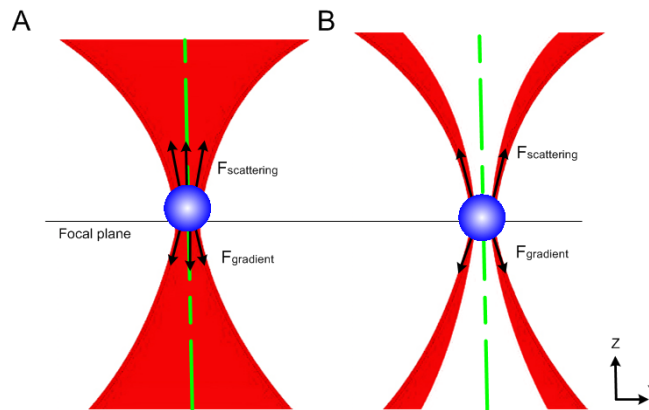 A
B
Fscattering
Fscattering
Focal plane
Fgradient
Fgradient
Z